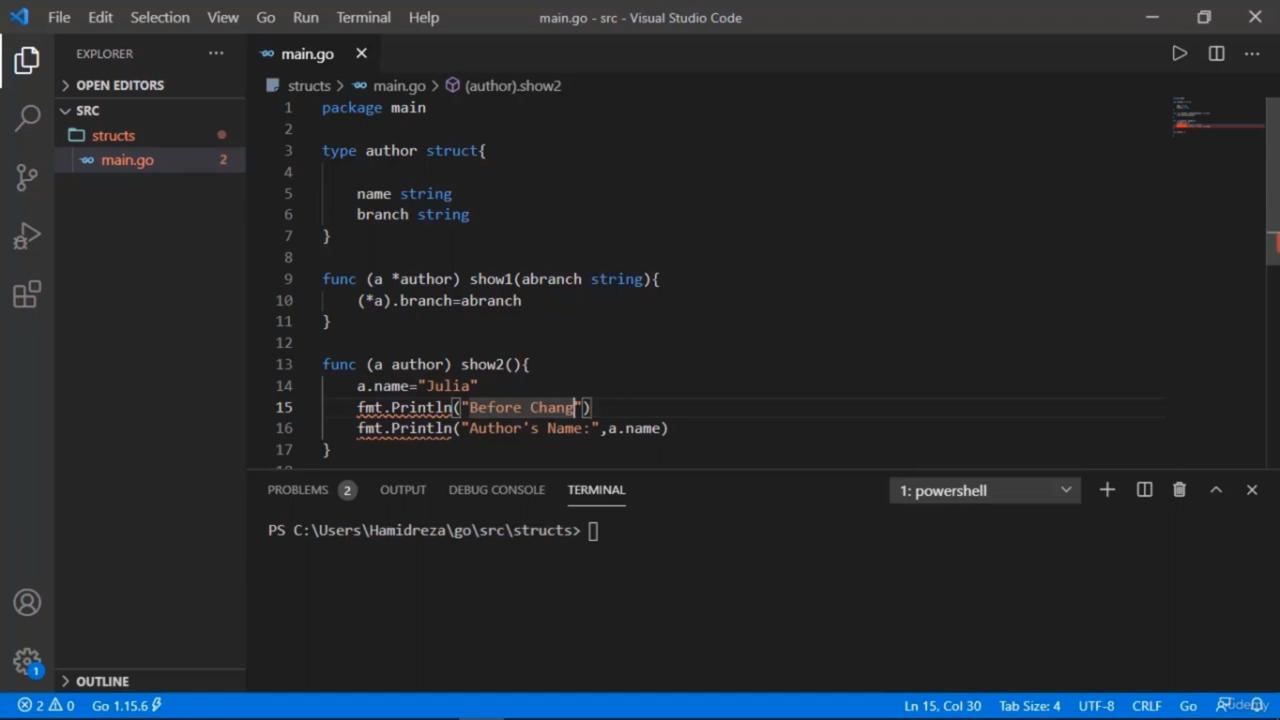 File Edit Selection View Go Run Terminal Help main.go - src - Visual Studio Code
EXPLORER
OPEN EDITORS
SRC
structs
main.go 2
OUTLINE
main.go
structs > main.go > (author).show2
1 package main
2
3 type author struct{
4
5 name string
6 branch string
7 }
8
9 func (a *author) show1(abranch string){
10 (*a).branch=abranch
11 }
12
13 func (a author) show2(){
14 a.name="Julia"
15 fmt.Println("Before Chang")
16 fmt.Println("Author's Name:",a.name)
17 }
PROBLEMS 2 OUTPUT DEBUG CONSOLE TERMINAL 1: powershell
PS C:\Users\Hamidreza\go\src\structs>
1
2 0 Go 1.15.6 Ln 15, Col 30 Tab Size: 4 UTF-8 CRLF Go